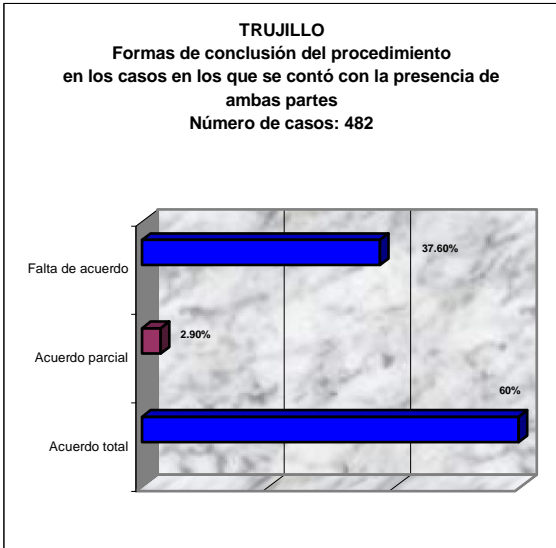 TRUJILLO
Formas de conclusión del procedimiento
en los casos en los que se contó con la presencia de
ambas partes
Número de casos: 482
Falta de acuerdo
37.60%
Acuerdo parcial
2.90%
Acuerdo total
60%